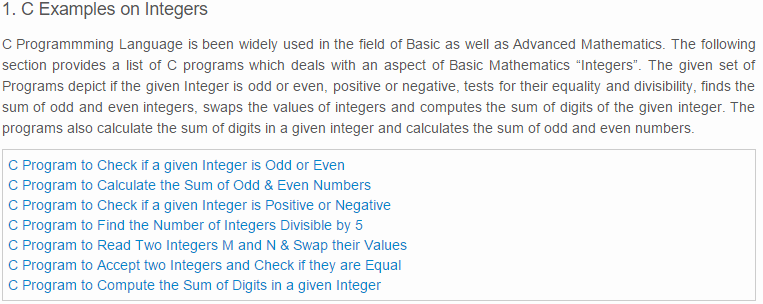 1. C Examples on Integers
C Programmming Language is been widely used in the field of Basic as well as Advanced Mathematics. The following
section provides a list of C programs which deals with an aspect of Basic Mathematics “Integers”. The given set of
Programs depict if the given Integer is odd or even, positive or negative, tests for their equality and divisibility, finds the
sum of odd and even integers, swaps the values of integers and computes the sum of digits of the given integer. The
programs also calculate the sum of digits in a given integer and calculates the sum of odd and even numbers.
C Program to Check if a given Integer is Odd or Even
C Program to Calculate the Sum of Odd & Even Numbers
C Program to Check if a given Integer is Positive or Negative
C Program to Find the Number of Integers Divisible by 5
C Program to Read Two Integers M and N & Swap their Values
C Program to Accept two Integers and Check if they are Equal
C Program to Compute the Sum of Digits in a given Integer